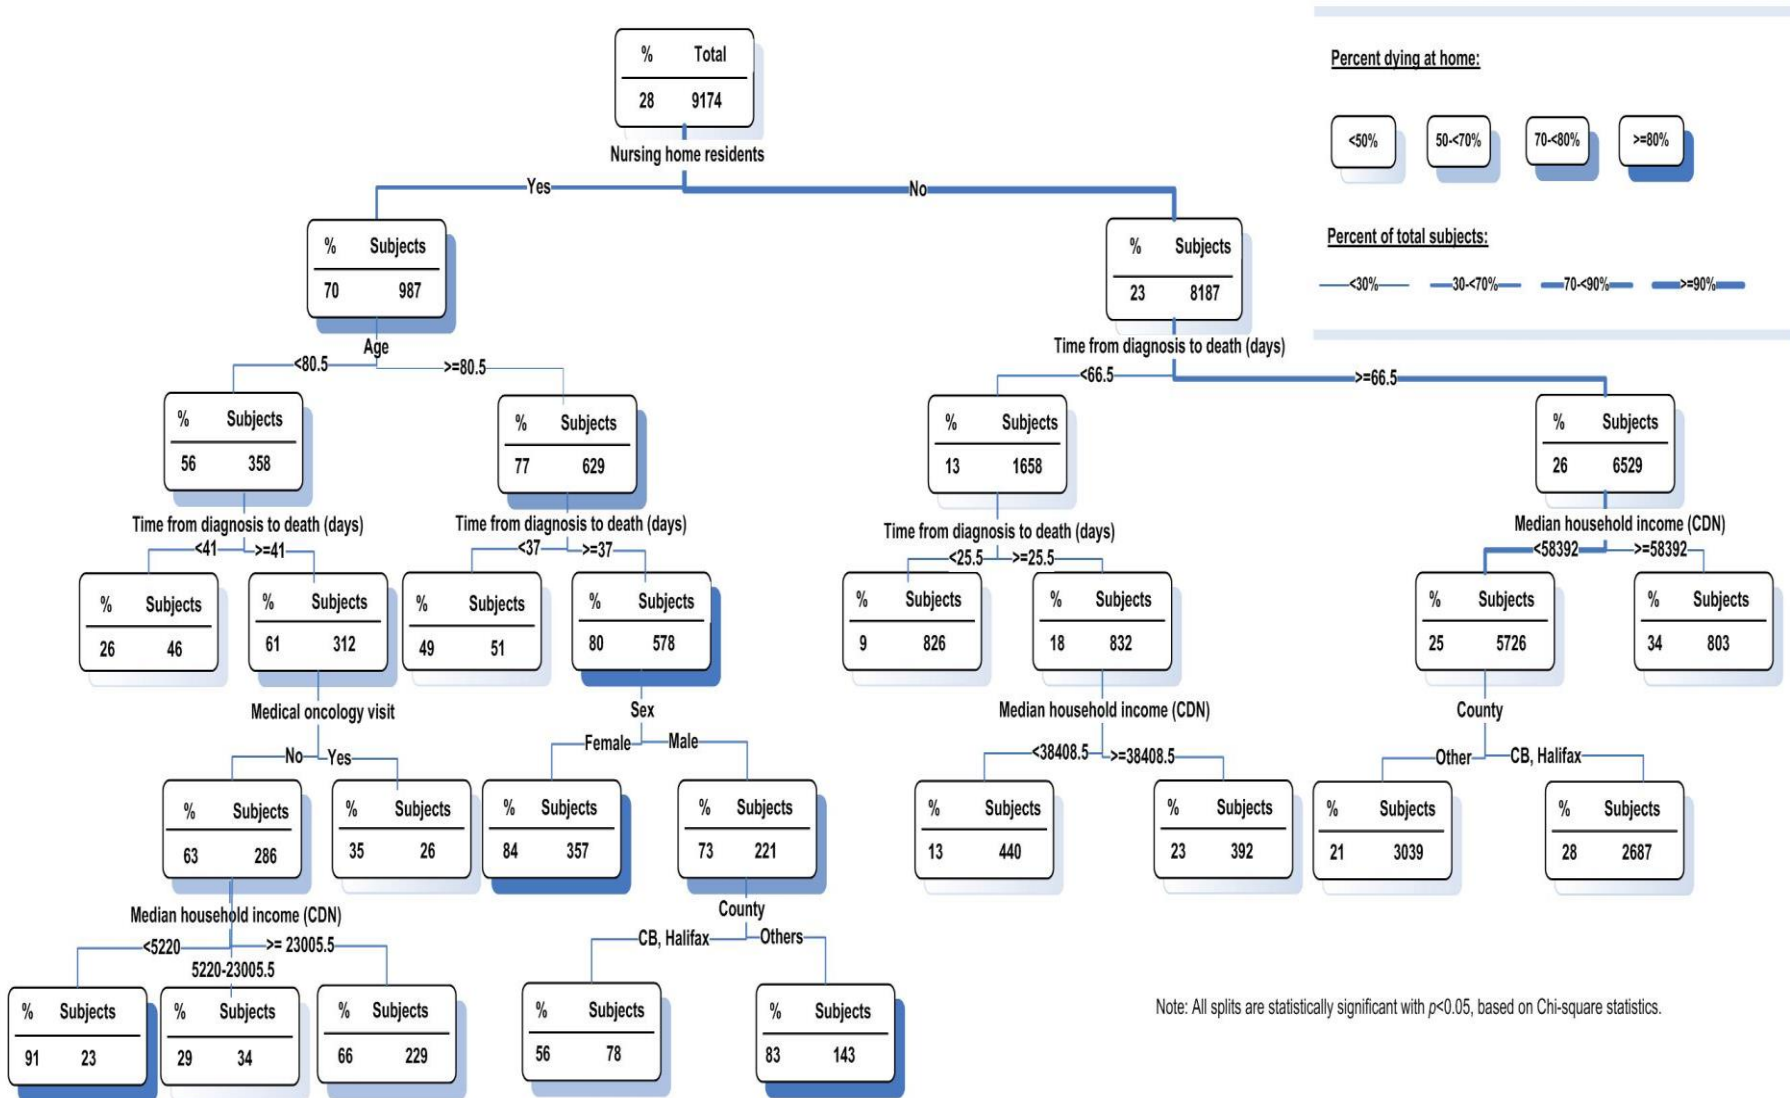 % Total
28 9174
Nursing home residents
Yes No
Percent dying at home:
<50% 50-<70% 70-<80% >=80%
Percent of total subjects:
<30% 30-<70% 70-<90% >=90%
% Subjects
70 987
% Subjects
23 8187
Age
<80.5 >=80.5
Time from diagnosis to death (days)
<66.5 >=66.5
% Subjects
56 358
% Subjects
77 629
% Subjects
13 1658
% Subjects
26 6529
Time from diagnosis to death (days)
<41 >=41
Time from diagnosis to death (days)
<37 >=37
Time from diagnosis to death (days)
<25.5 >=25.5
Median household income (CDN)
<58392 >=58392
% Subjects
26 46
% Subjects
61 312
% Subjects
49 51
% Subjects
80 578
% Subjects
9 826
% Subjects
18 832
% Subjects
25 5726
% Subjects
34 803
Medical oncology visit
No Yes
Sex
Female Male
Median household income (CDN)
<38408.5 >=38408.5
County
Other CB, Halifax
% Subjects
63 286
% Subjects
35 26
% Subjects
84 357
% Subjects
73 221
% Subjects
13 440
% Subjects
23 392
% Subjects
21 3039
% Subjects
28 2687
Median household income (CDN)
<5220 >= 23005.5
5220-23005.5
County
CB, Halifax Others
% Subjects
91 23
% Subjects
29 34
% Subjects
66 229
% Subjects
56 78
% Subjects
83 143
Note: All splits are statistically significant with p<0.05, based on Chi-square statistics.